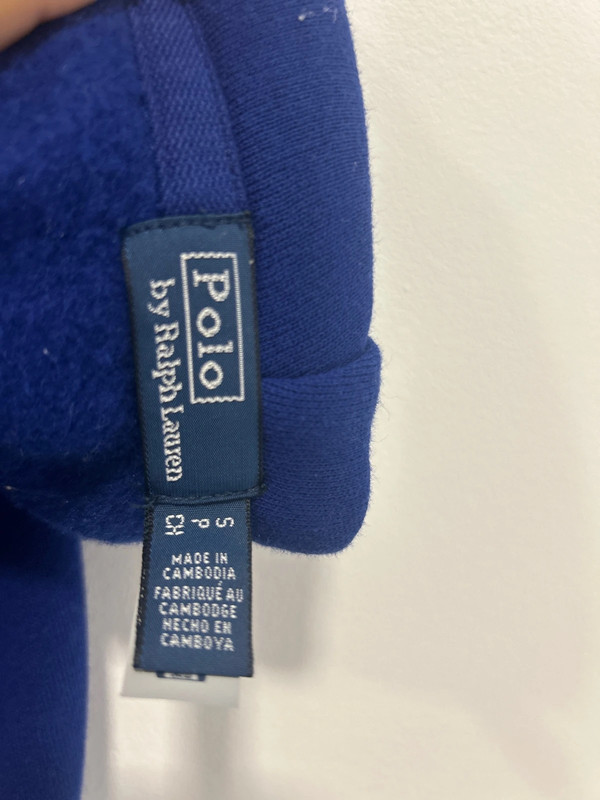 Polo
by Ralph Lauren
S
P
CH
MADE IN
CAMBODIA
FABRIQUÉ AU
CAMBODGE
HECHO EN
CAMBOYA